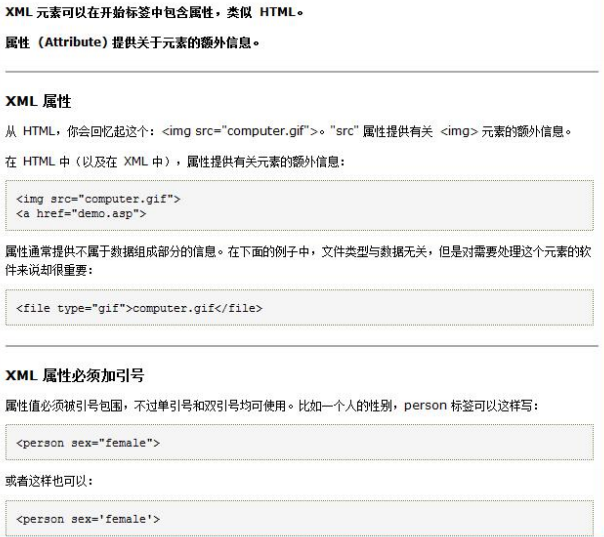 XML 元素可以在开始标签中包含属性，类似 HTML。
属性 (Attribute) 提供关于元素的额外信息。
XML 属性
从 HTML，你会回忆起这个：<img src="computer.gif">。"src" 属性提供有关 <img> 元素的额外信息。
在 HTML 中（以及在 XML 中），属性提供有关元素的额外信息：
<img src="computer.gif">
<a href="demo.asp">
属性通常提供不属于数据组成部分的信息。在下面的例子中，文件类型与数据无关，但是对需要处理这个元素的软
件来说却很重要：
<file type="gif">computer.gif</file>
XML 属性必须加引号
属性值必须被引号包围，不过单引号和双引号均可使用。比如一个人的性别，person 标签可以这样写：
<person sex="female">
或者这样也可以：
<person sex='female'>